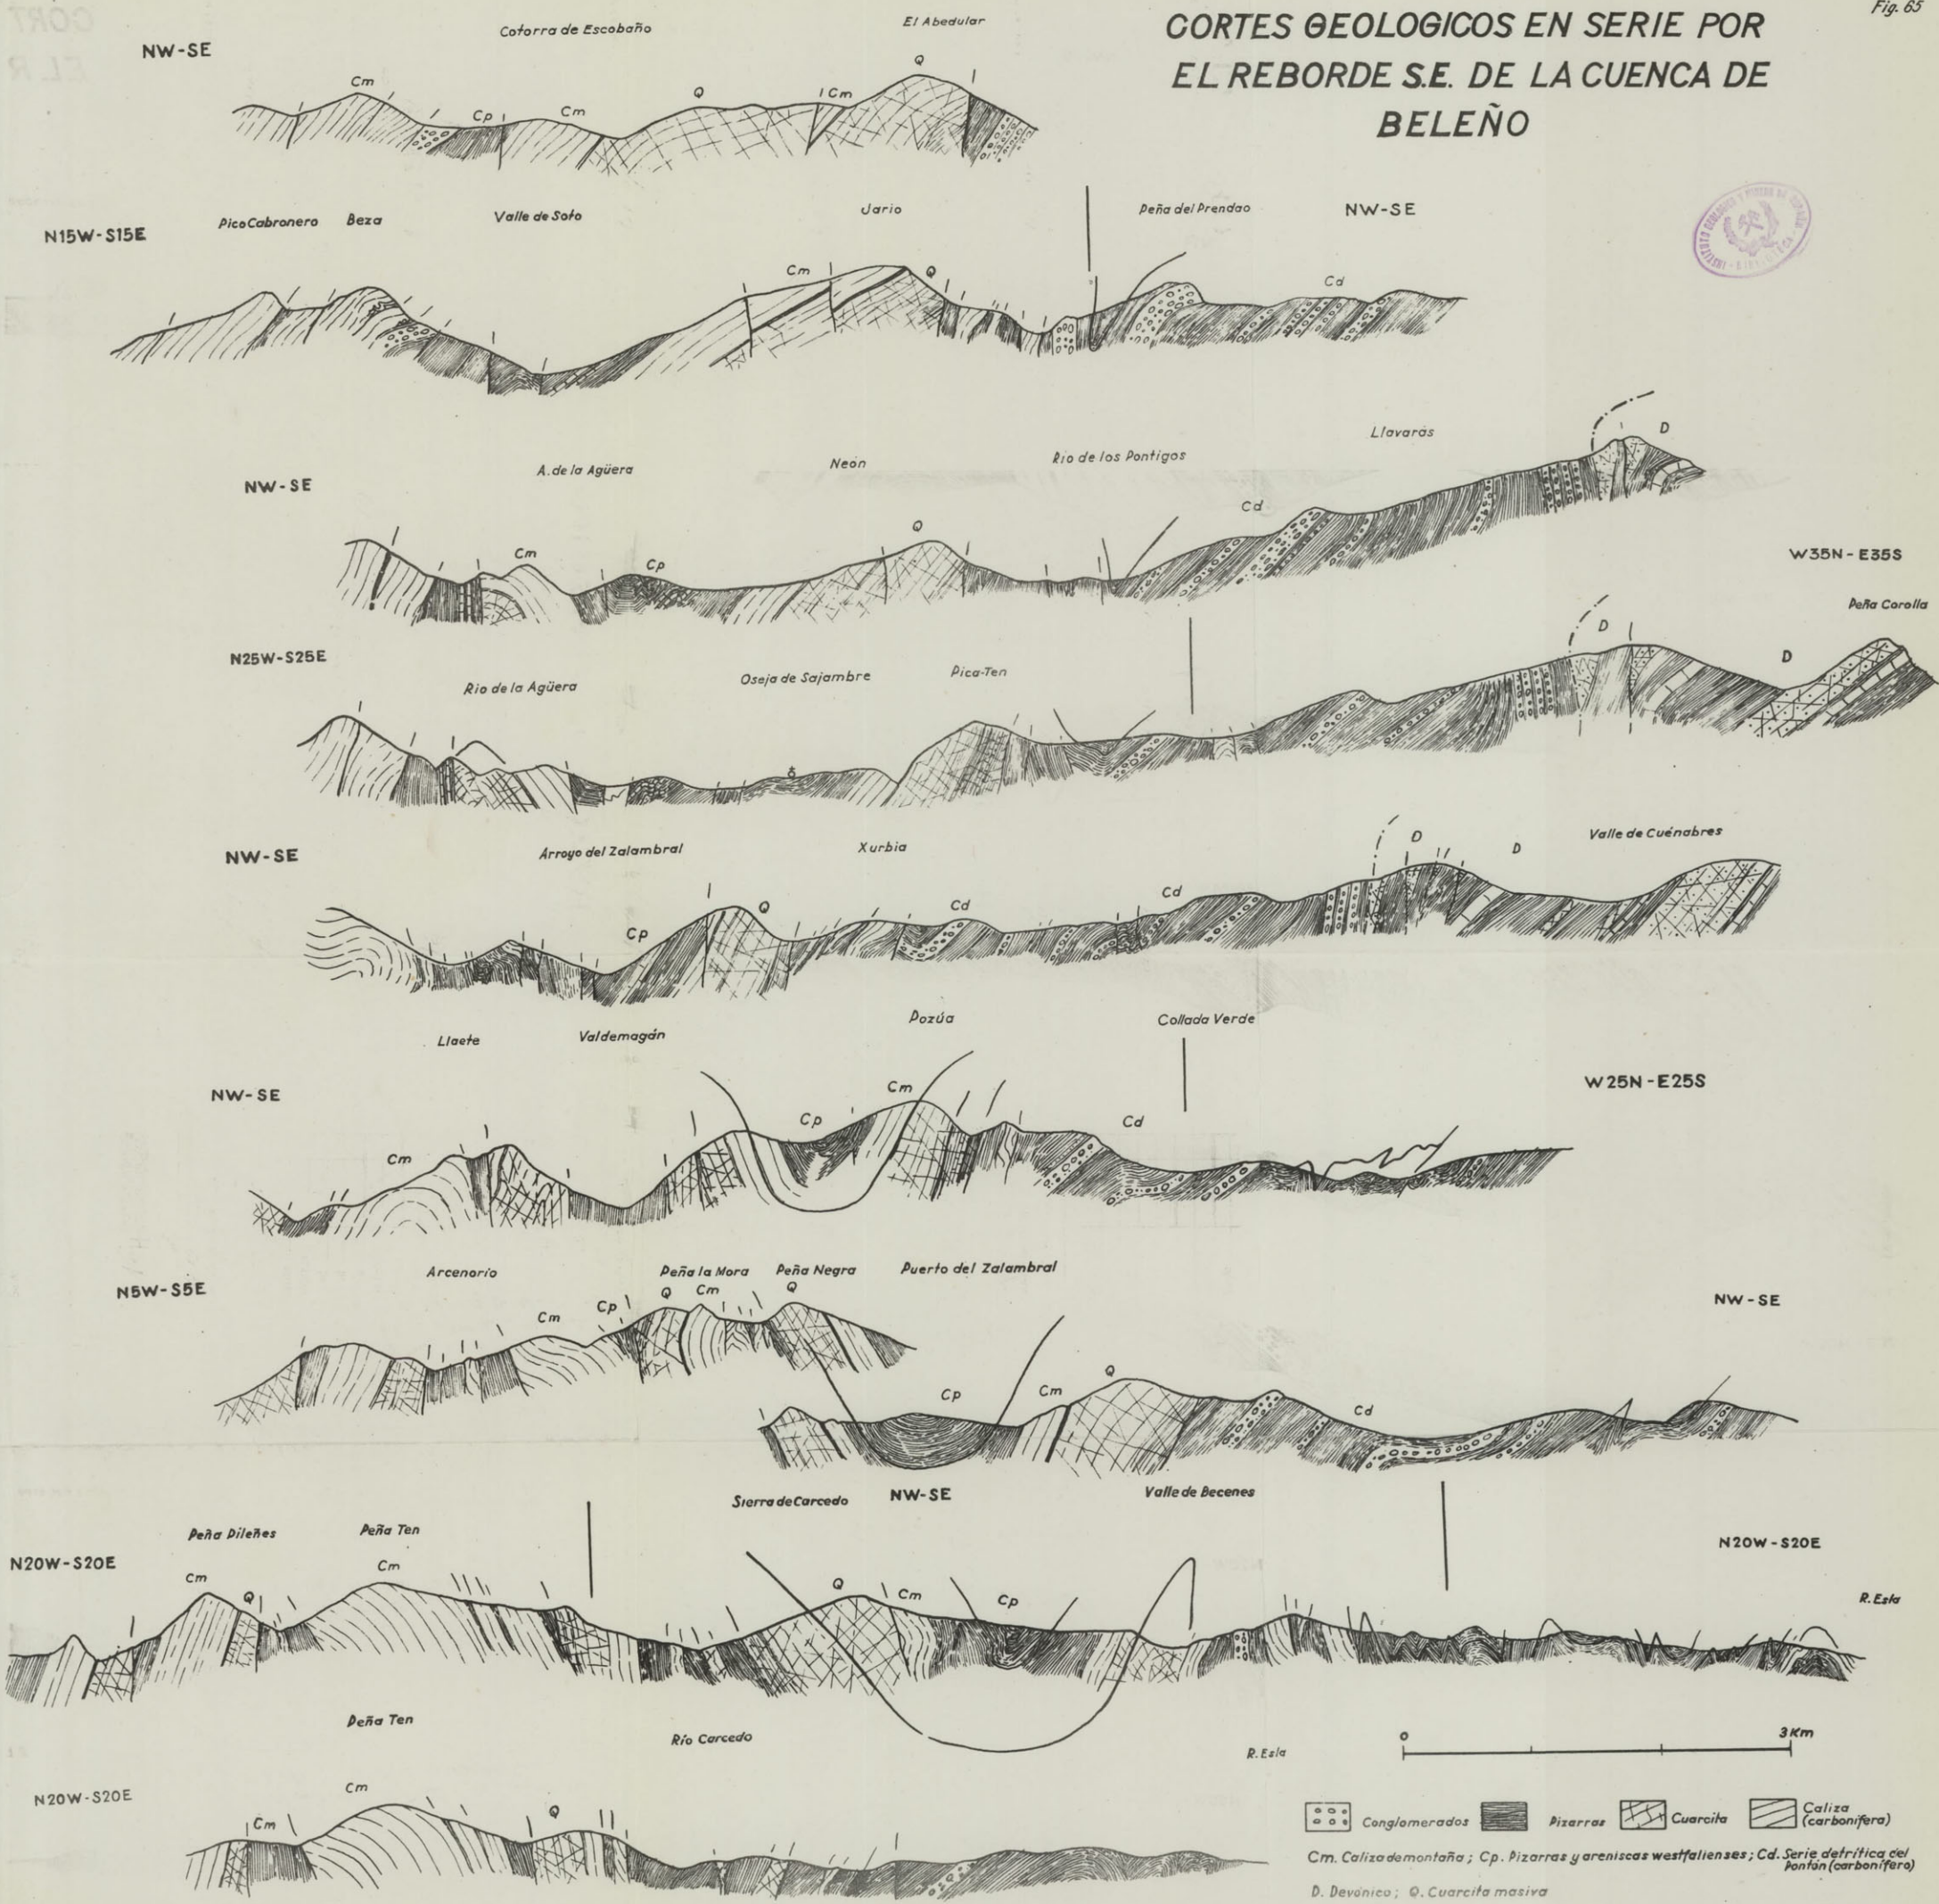 Fig. 65
CORTES GEOLOGICOS EN SERIE POR
EL REBORDE S.E. DE LA CUENCA DE
BELEÑO
NW-SE
Cotorra de Escobaño
El Abedular
Cm
Cp
Cm
Q
Cm
Q
N15W-S15E
Pico Cabronero
Beza
Valle de Soto
Jario
Peña del Prendao
NW-SE
Cm
Q
Cd
NW-SE
A. de la Agüera
Neón
Rio de los Pontigos
Llavarás
D
Cm
Cp
Q
Cd
W35N-E35S
Peña Corolla
N25W-S25E
Rio de la Agüera
Oseja de Sajambre
Pica-Ten
D
D
NW-SE
Arroyo del Zalambral
Xurbia
D
D
Valle de Cuénabres
Cp
Q
Cd
Cd
Llaete
Valdemagán
Pozúa
Collada Verde
NW-SE
W25N-E25S
Cm
Cp
Cm
Cd
N5W-S5E
Arcenorio
Peña la Mora
Peña Negra
Puerto del Zalambral
NW-SE
Cm
Cp
Q
Cm
Q
Cp
Cm
Q
Cd
Sierra de Carcedo
NW-SE
Valle de Becenes
Peña Pileñes
Peña Ten
N20W-S20E
N20W-S20E
R. Esla
Cm
Q
Cm
Q
Cm
Cp
Peña Ten
Río Carcedo
R. Esla
0
3 Km
N20W-S20E
Cm
Cm
Q
Conglomerados
Pizarras
Cuarcita
Caliza
(carbonífera)
Cm. Caliza de montaña; Cp. Pizarras y areniscas westfalienses; Cd. Serie detrítica del
Pontón (carbonífero)
D. Devónico; Q. Cuarcita masiva